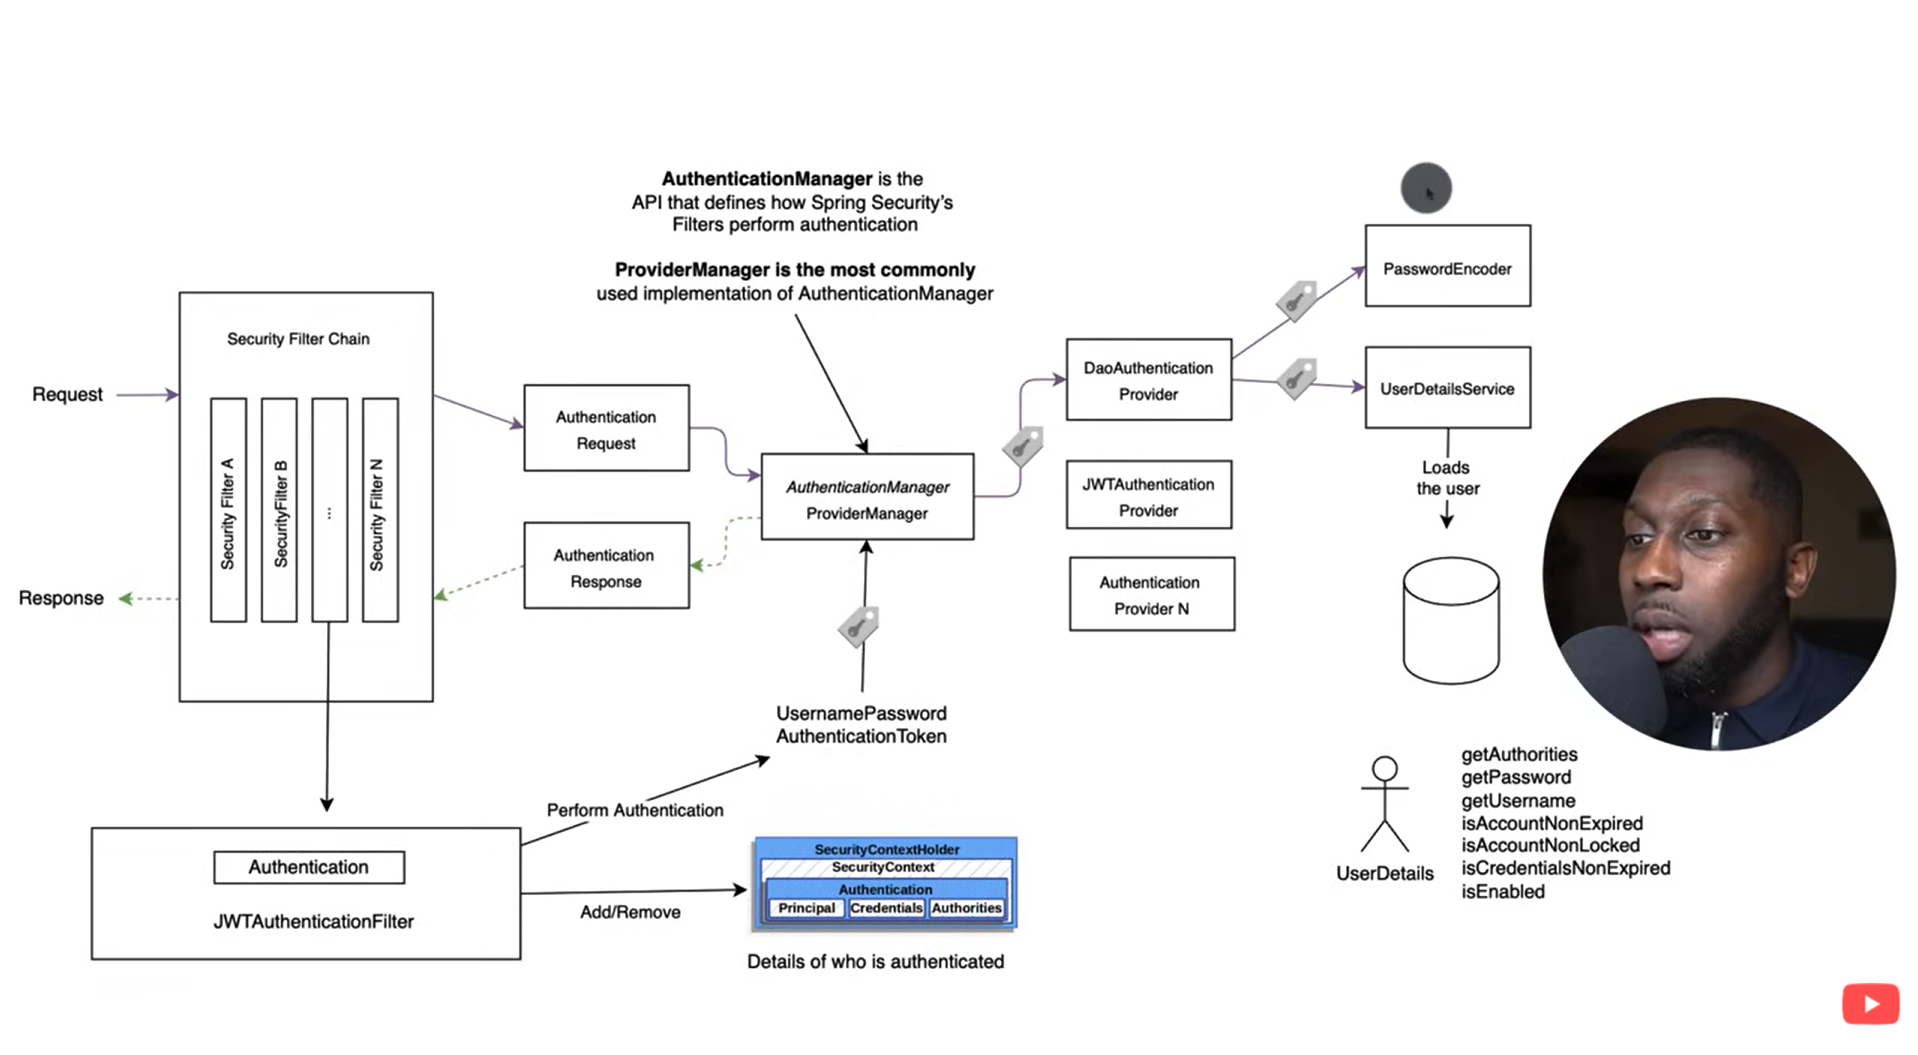 AuthenticationManager is the
API that defines how Spring Security's
Filters perform authentication
ProviderManager is the most commonly
used implementation of AuthenticationManager
Request
Response
Security Filter Chain
Security Filter A
SecurityFilter B
...
Security Filter N
Authentication
Request
Authentication
Response
AuthenticationManager
ProviderManager
DaoAuthentication
Provider
JWTAuthentication
Provider
Authentication
Provider N
PasswordEncoder
UserDetailsService
Loads
the user
UsernamePassword
AuthenticationToken
Perform Authentication
Authentication
JWTAuthenticationFilter
Add/Remove
SecurityContextHolder
SecurityContext
Authentication
Principal
Credentials
Authorities
Details of who is authenticated
UserDetails
getAuthorities
getPassword
getUsername
isAccountNonExpired
isAccountNonLocked
isCredentialsNonExpired
isEnabled